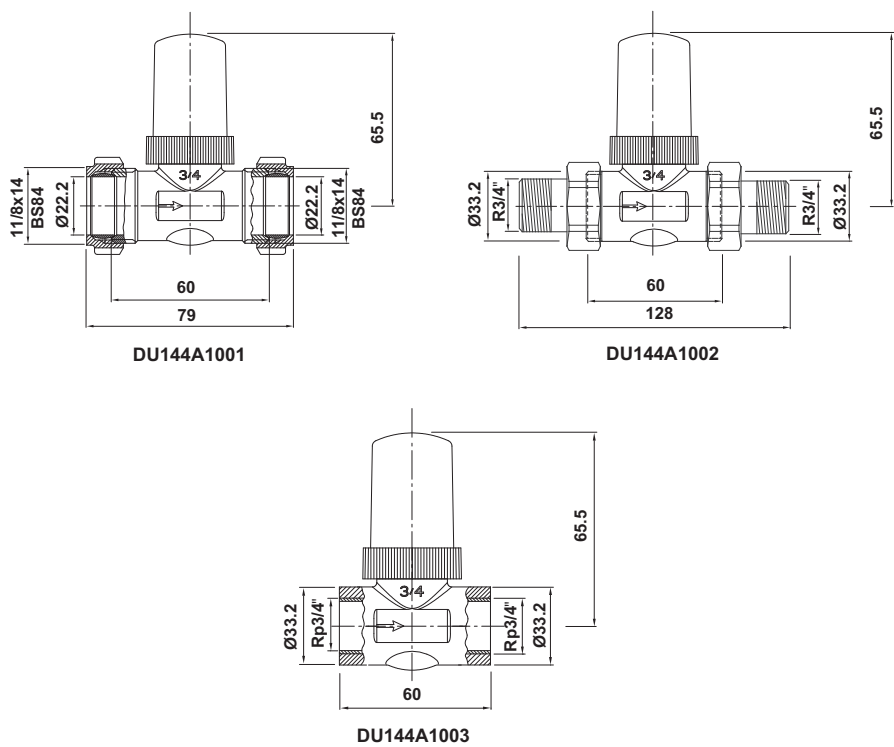 65.5
3/4
11/8x14
BS84
Ø22.2
Ø22.2
11/8x14
BS84
60
79
DU144A1001
65.5
3/4
Ø33.2
R3/4"
R3/4"
Ø33.2
60
128
DU144A1002
65.5
3/4
Ø33.2
Rp3/4"
Rp3/4"
Ø33.2
60
DU144A1003